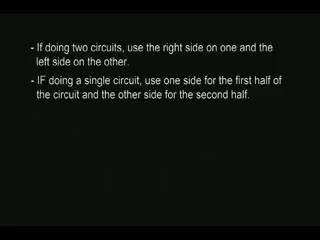 - If doing two circuits, use the right side on one and the
left side on the other.
- IF doing a single circuit, use one side for the first half of
the circuit and the other side for the second half.